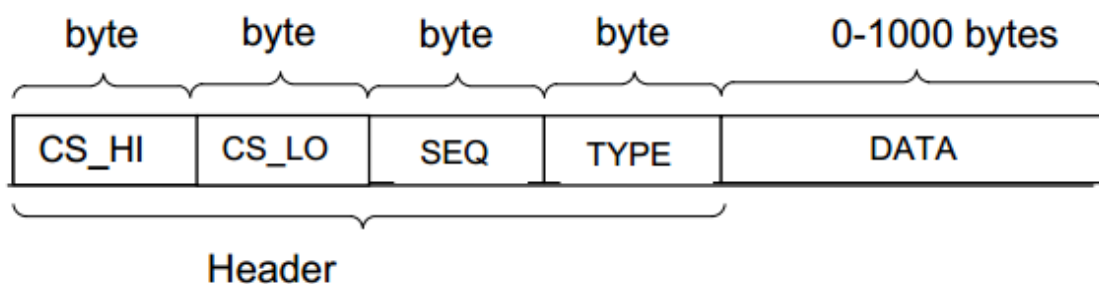 byte byte byte byte 0-1000 bytes
CS_HI CS_LO SEQ TYPE DATA
Header